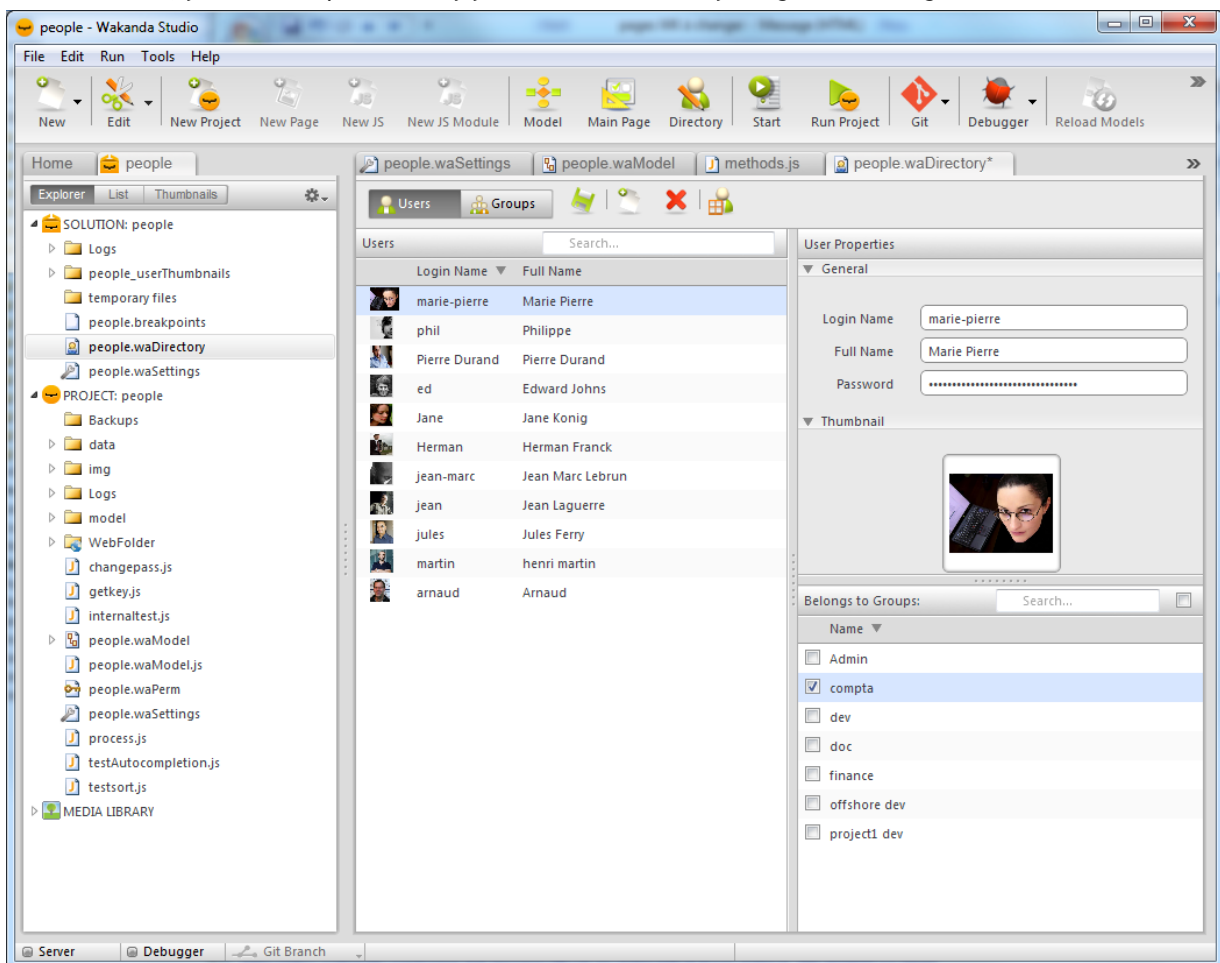 people - Wakanda Studio
File Edit Run Tools Help
New Edit New Project New Page New JS New JS Module Model Main Page Directory Start Run Project Git Debugger Reload Models
Home people
people.waSettings people.waModel methods.js people.waDirectory*
Explorer List Thumbnails
SOLUTION: people
Logs
people_userThumbnails
temporary files
people.breakpoints
people.waDirectory
people.waSettings
PROJECT: people
Backups
data
img
Logs
model
WebFolder
changepass.js
getkey.js
internaltest.js
people.waModel
people.waModel.js
people.waPerm
people.waSettings
process.js
testAutocompletion.js
testsort.js
MEDIA LIBRARY
Users Groups
Users Search...
Login Name Full Name
marie-pierre Marie Pierre
phil Philippe
Pierre Durand Pierre Durand
ed Edward Johns
Jane Jane Konig
Herman Herman Franck
jean-marc Jean Marc Lebrun
jean Jean Laguerre
jules Jules Ferry
martin henri martin
arnaud Arnaud
User Properties
General
Login Name marie-pierre
Full Name Marie Pierre
Password
Thumbnail
Belongs to Groups: Search...
Name
Admin
compta
dev
doc
finance
offshore dev
project1 dev
Server Debugger Git Branch